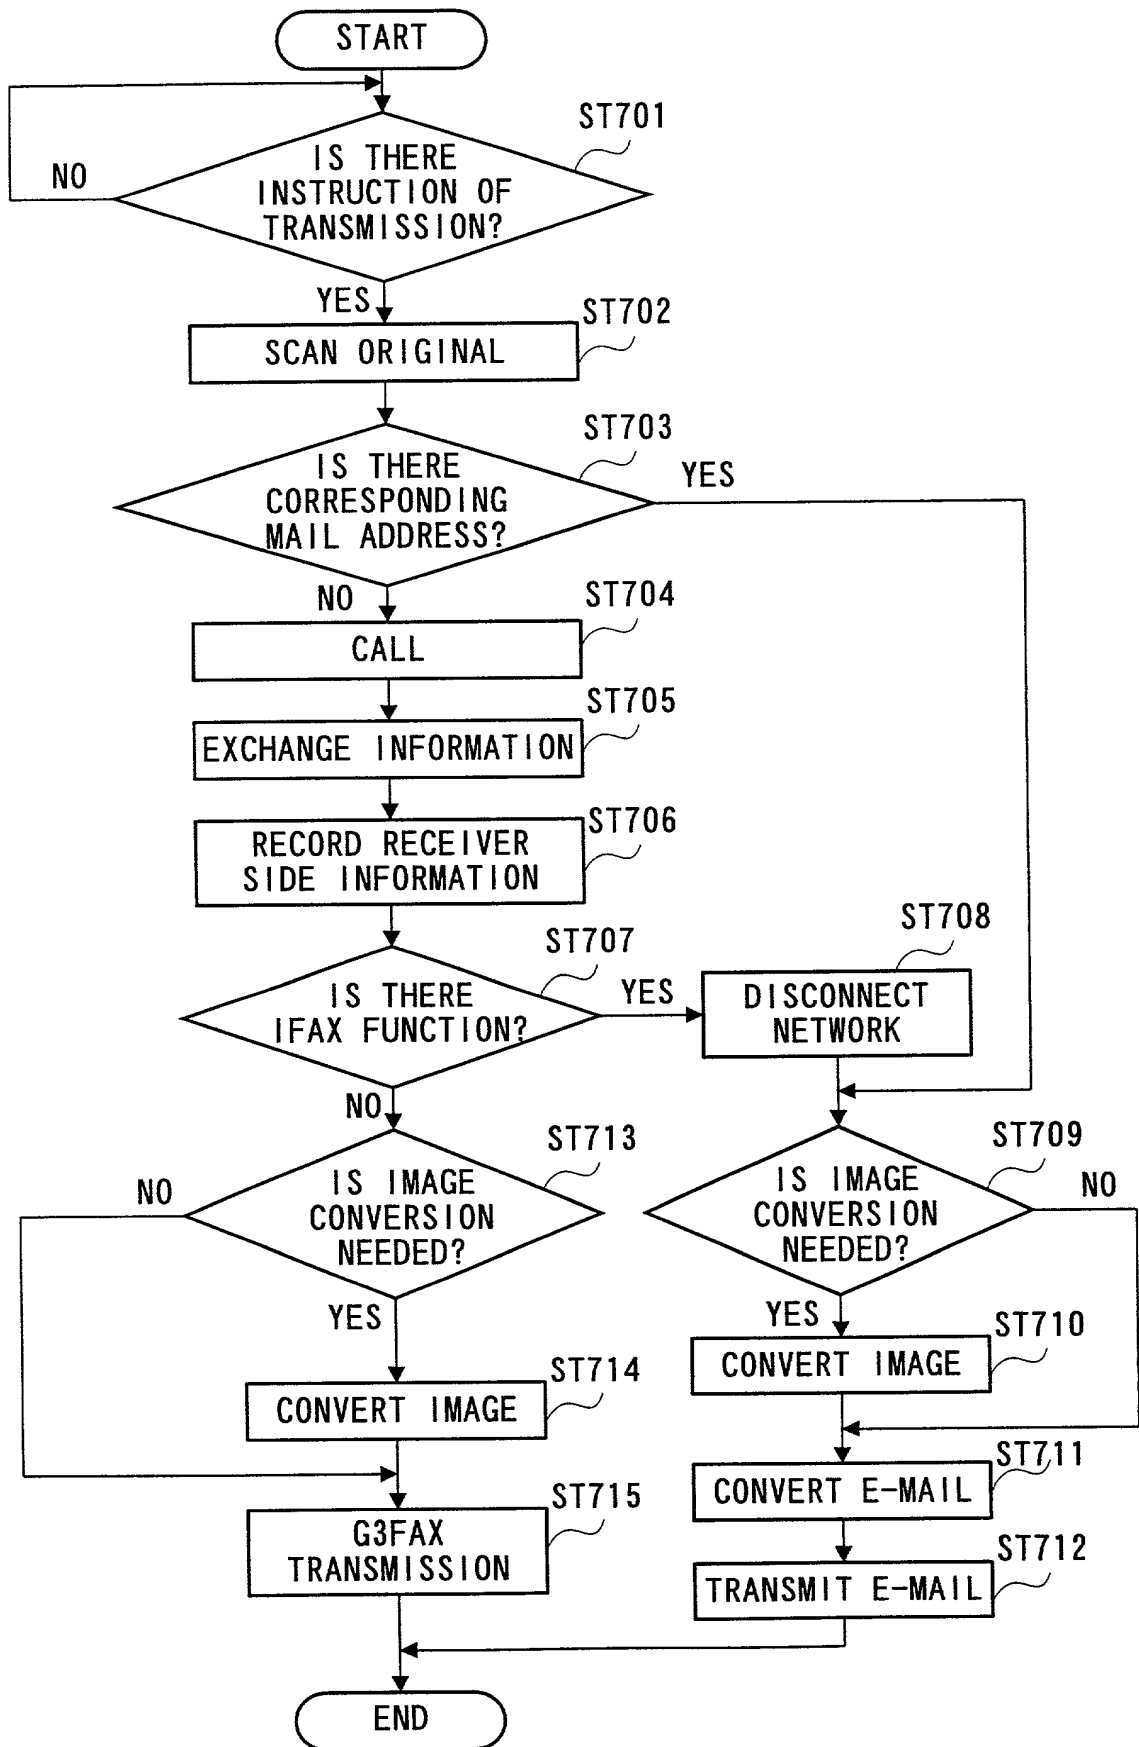 START
ST701
IS THERE
INSTRUCTION OF
TRANSMISSION?
NO
YES
ST702
SCAN ORIGINAL
ST703
IS THERE
CORRESPONDING
MAIL ADDRESS?
YES
NO
ST704
CALL
ST705
EXCHANGE INFORMATION
ST706
RECORD RECEIVER
SIDE INFORMATION
ST707
IS THERE
IFAX FUNCTION?
YES
NO
ST708
DISCONNECT
NETWORK
ST713
IS IMAGE
CONVERSION
NEEDED?
NO
YES
ST709
IS IMAGE
CONVERSION
NEEDED?
NO
YES
ST714
CONVERT IMAGE
ST710
CONVERT IMAGE
ST715
G3FAX
TRANSMISSION
ST711
CONVERT E-MAIL
ST712
TRANSMIT E-MAIL
END